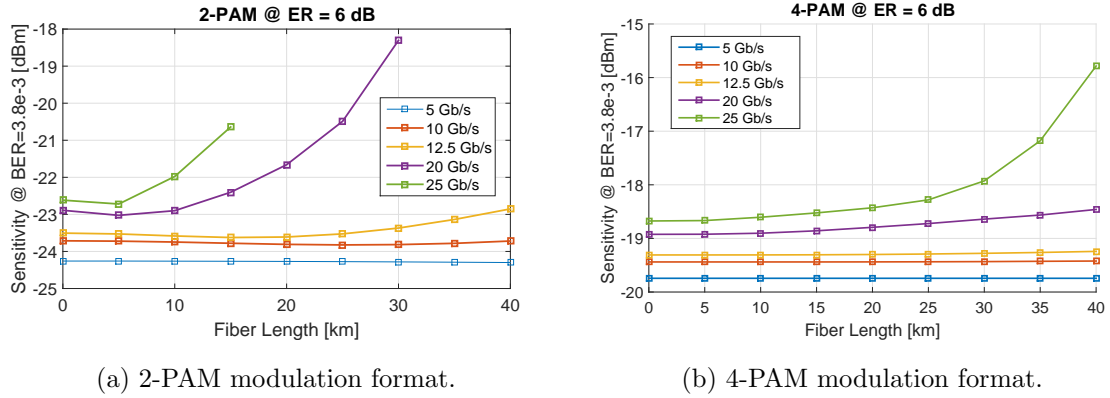 2-PAM @ ER = 6 dB
Sensitivity @ BER=3.8e-3 [dBm]
-18
-19
-20
-21
-22
-23
-24
-25
5 Gb/s
10 Gb/s
12.5 Gb/s
20 Gb/s
25 Gb/s
0
10
20
30
40
Fiber Length [km]
(a) 2-PAM modulation format.
4-PAM @ ER = 6 dB
Sensitivity @ BER=3.8e-3 [dBm]
-15
-16
-17
-18
-19
-20
5 Gb/s
10 Gb/s
12.5 Gb/s
20 Gb/s
25 Gb/s
0
5
10
15
20
25
30
35
40
Fiber Length [km]
(b) 4-PAM modulation format.